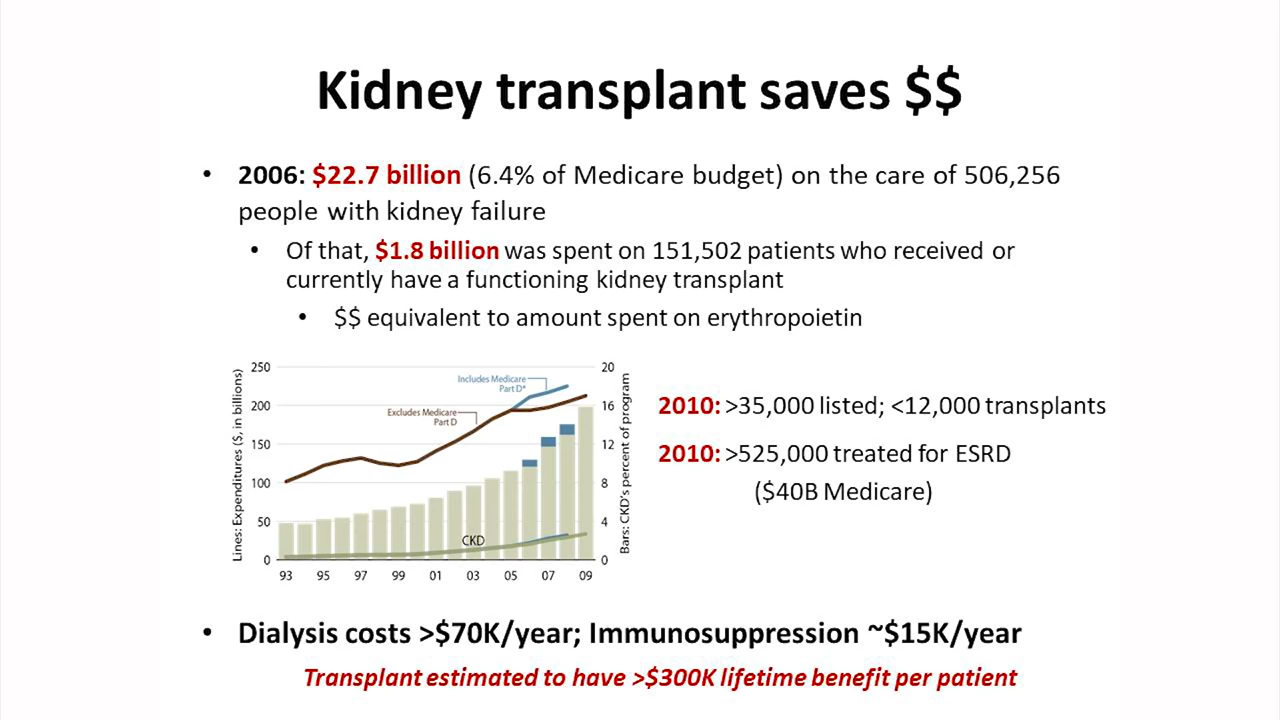 Kidney transplant saves $$
• 2006: $22.7 billion (6.4% of Medicare budget) on the care of 506,256
people with kidney failure
• Of that, $1.8 billion was spent on 151,502 patients who received or
currently have a functioning kidney transplant
• $$ equivalent to amount spent on erythropoietin
Lines: Expenditures ($, in billions)
250
200
150
100
50
0
Includes Medicare
Part D*
Excludes Medicare
Part D
CKD
20
16
12
8
4
0
Bars: CKD's percent of program
93 95 97 99 01 03 05 07 09
2010: >35,000 listed; <12,000 transplants
2010: >525,000 treated for ESRD
($40B Medicare)
• Dialysis costs >$70K/year; Immunosuppression ~$15K/year
Transplant estimated to have >$300K lifetime benefit per patient